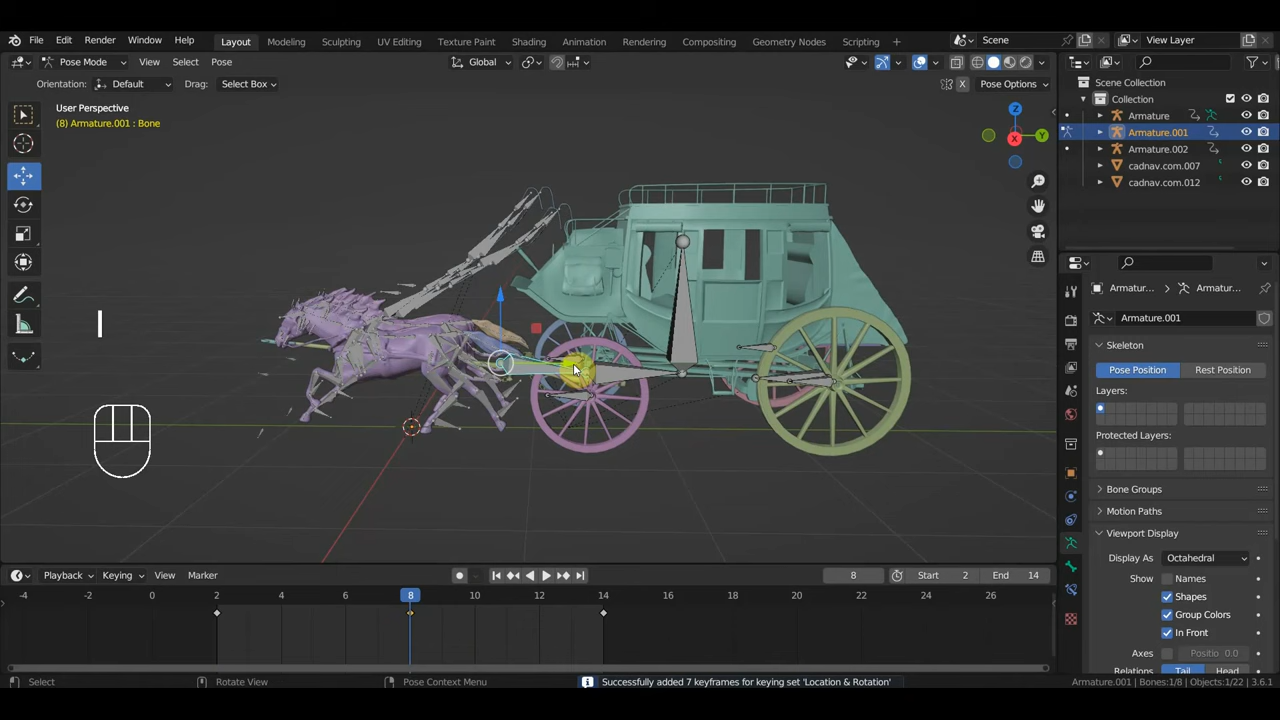 File Edit Render Window Help Layout Modeling Sculpting UV Editing Texture Paint Shading Animation Rendering Compositing Geometry Nodes Scripting + Scene View Layer
Pose Mode View Select Pose Global
Orientation: Default Drag: Select Box X Pose Options
User Perspective
(8) Armature.001 : Bone
Z
Y
X
I
Scene Collection
Collection
Armature
Armature.001
Armature.002
cadnav.com.007
cadnav.com.012
Armatur... Armatur...
Armature.001
Skeleton
Pose Position Rest Position
Layers:
Protected Layers:
Bone Groups
Motion Paths
Viewport Display
Display As Octahedral
Show Names
Shapes
Group Colors
In Front
Axes Positio 0.0
Relations Tail Head
Playback Keying View Marker 8 Start 2 End 14
-4 -2 0 2 4 6 8 10 12 14 16 18 20 22 24 26
Select Rotate View Pose Context Menu Successfully added 7 keyframes for keying set 'Location & Rotation' Armature.001 | Bones:1/8 | Objects:1/22 | 3.6.1